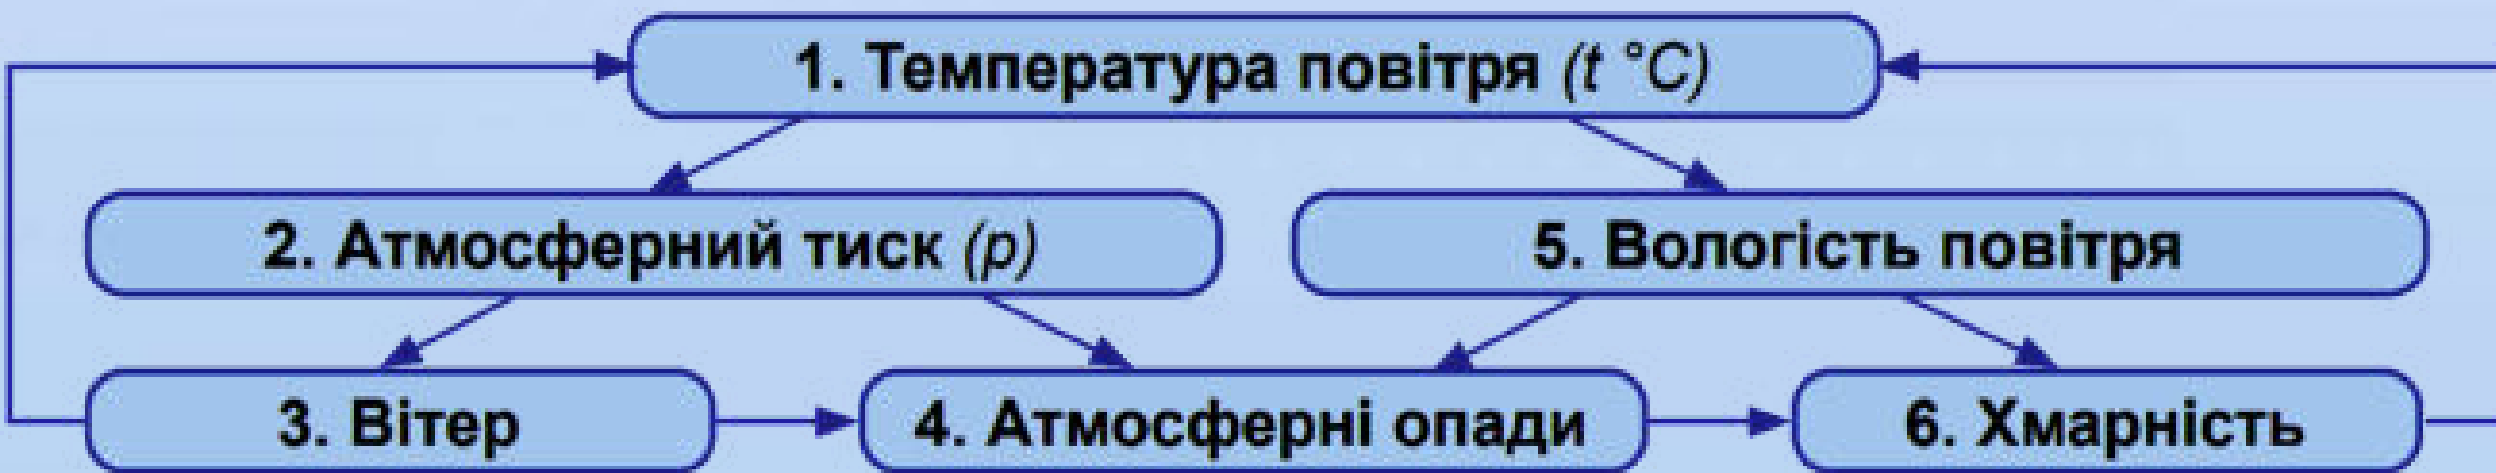 1. Температура повітря (t °C)
2. Атмосферний тиск (p)
5. Вологість повітря
3. Вітер
4. Атмосферні опади
6. Хмарність